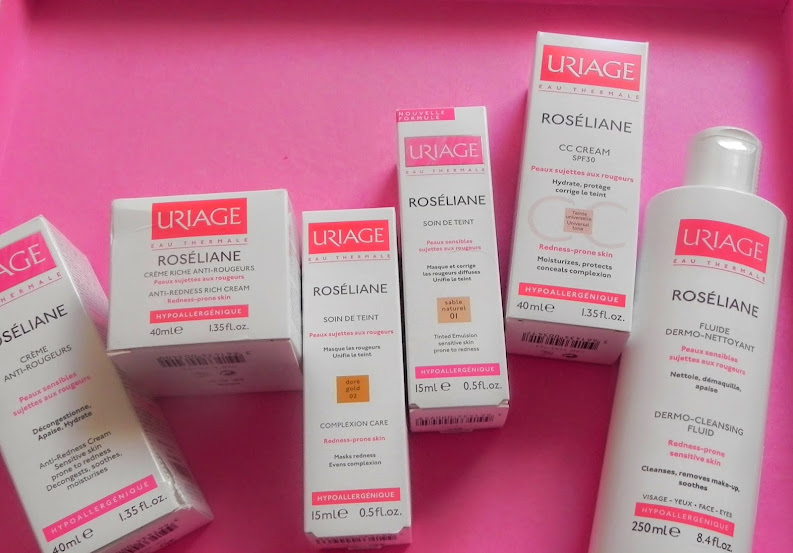 IAGE
THERMALE
OSÉLIANE
CRÈME
ANTI-ROUGEURS
Peaux sensibles
sujettes aux rougeurs
Décongestionne,
Apaise, Hydrate
Anti-Redness Cream
Sensitive skin
prone to redness
Decongests, soothes,
moisturises
HYPOALLERGÉNIQUE
40ml e 1.35 fl.oz.
URIAGE
EAU THERMALE
ROSÉLIANE
CRÈME RICHE ANTI-ROUGEURS
Peaux sujettes aux rougeurs
ANTI-REDNESS RICH CREAM
Redness-prone skin
HYPOALLERGÉNIQUE
40ml e 1.35 fl.oz.
URIAGE
EAU THERMALE
ROSÉLIANE
SOIN DE TEINT
Peaux sujettes aux rougeurs
Masque les rougeurs
Unifie le teint
doré
gold
02
COMPLEXION CARE
Redness-prone skin
Masks redness
Evens complexion
HYPOALLERGÉNIQUE
15ml e 0.5 fl.oz.
NOUVELLE
FORMULE
URIAGE
EAU THERMALE
ROSÉLIANE
SOIN DE TEINT
Peaux sensibles
sujettes aux rougeurs
Masque et corrige
les rougeurs diffuses
Unifie le teint
sable
naturel
01
Tinted Emulsion
sensitive skin
prone to redness
HYPOALLERGÉNIQUE
15ml e 0.5 fl.oz.
URIAGE
EAU THERMALE
ROSÉLIANE
CC CREAM
SPF30
Peaux sujettes aux rougeurs
Hydrate, protège
corrige le teint
CC
Teinte
universelle
Universal
tone
Redness-prone skin
Moisturizes, protects
conceals complexion
HYPOALLERGÉNIQUE
40ml e 1.35 fl.oz.
URIAGE
EAU THERMALE
ROSÉLIANE
FLUIDE
DERMO-NETTOYANT
Peaux sensibles
sujettes aux rougeurs
Nettoie, démaquille,
apaise
DERMO-CLEANSING
FLUID
Redness-prone
sensitive skin
Cleanses, removes make-up,
soothes
VISAGE - YEUX • FACE - EYES
HYPOALLERGÉNIQUE
250ml e 8.4 fl.oz.